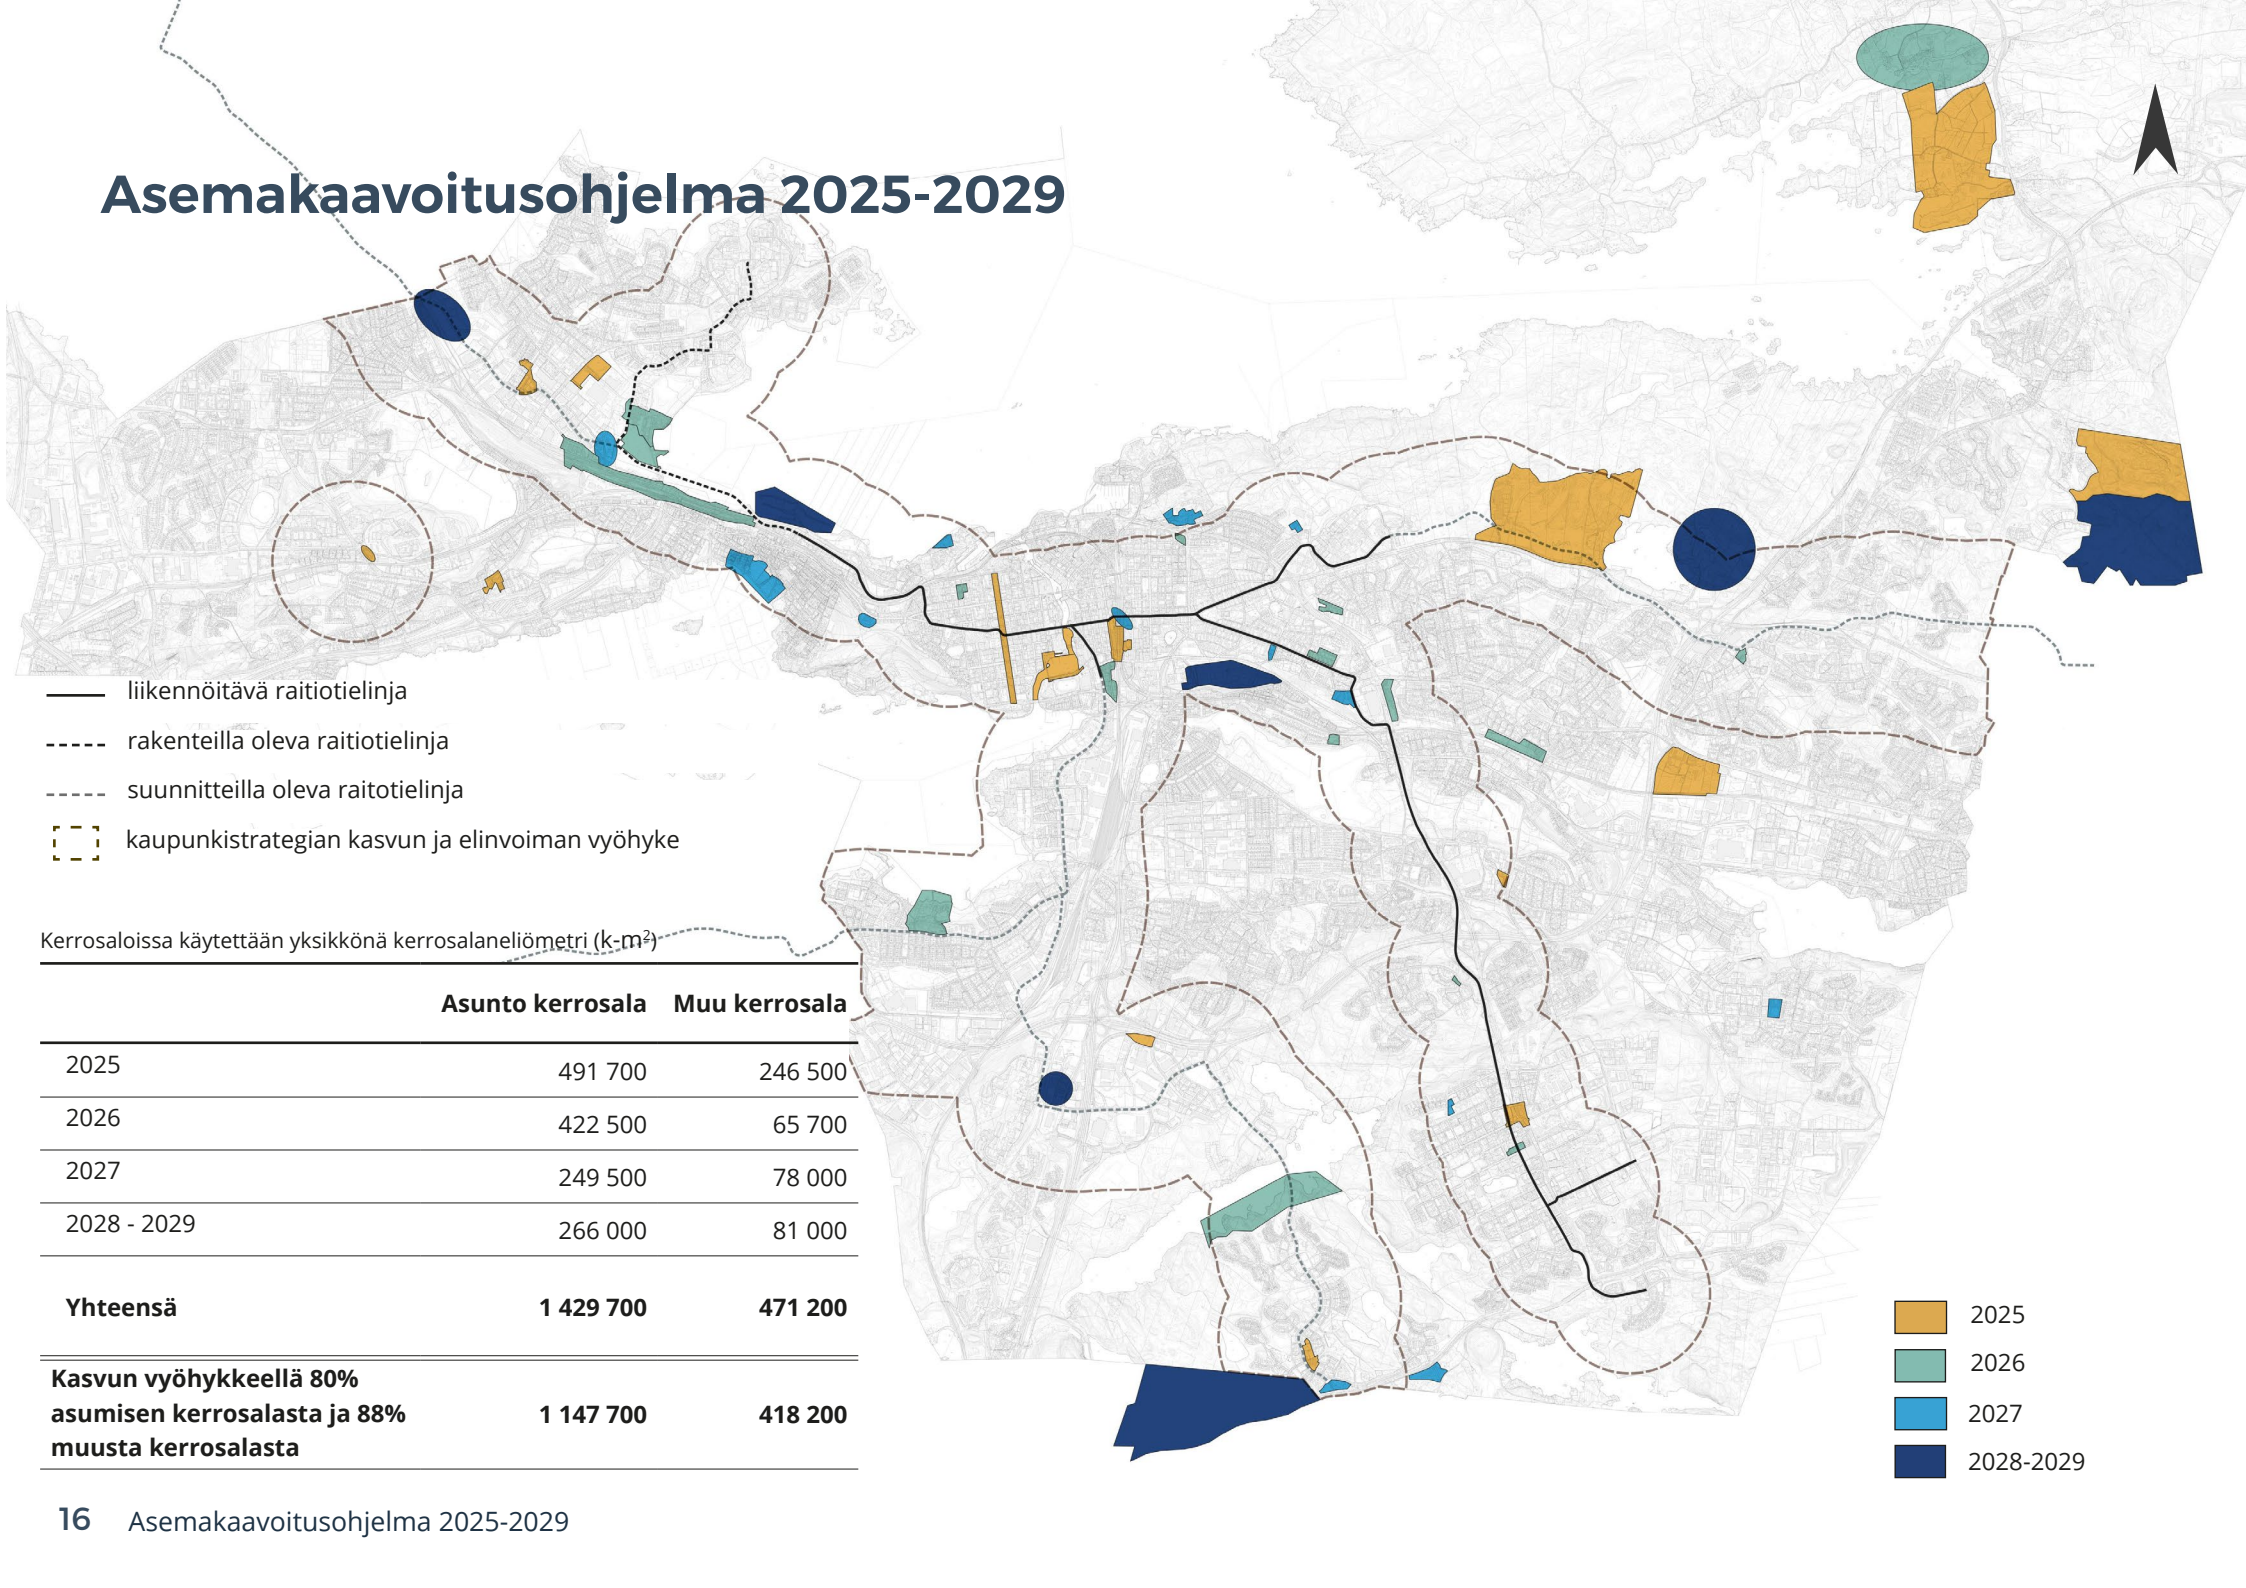 Asemakaavoitusohjelma 2025-2029
liikennöitävä raitiotielinja
rakenteilla oleva raitiotielinja
suunnitteilla oleva raitotielinja
kaupunkistrategian kasvun ja elinvoiman vyöhyke
Kerrosaloissa käytettään yksikkönä kerrosalaneliömetri (k-m²)
Asunto kerrosala Muu kerrosala
2025 491 700 246 500
2026 422 500 65 700
2027 249 500 78 000
2028 - 2029 266 000 81 000
Yhteensä 1 429 700 471 200
Kasvun vyöhykkeellä 80%
asumisen kerrosalasta ja 88% 1 147 700 418 200
muusta kerrosalasta
2025
2026
2027
2028-2029
16 Asemakaavoitusohjelma 2025-2029